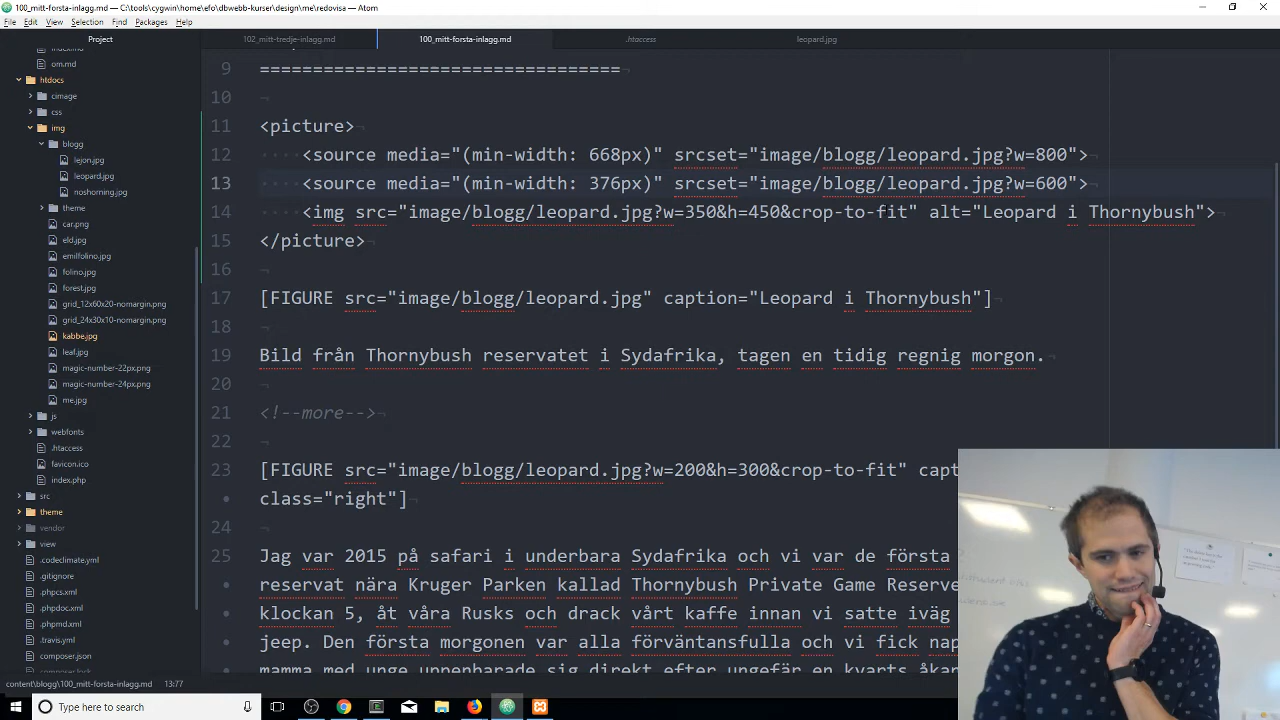 100_mitt-forsta-inlagg.md — C:\tools\cygwin\home\efo\dbwebb-kurser\design\me\redovisa — Atom
File Edit View Selection Find Packages Help
Project
102_mitt-tredje-inlagg.md 100_mitt-forsta-inlagg.md .htaccess leopard.jpg
om.md
htdocs
cimage
css
img
blogg
lejon.jpg
leopard.jpg
noshorning.jpg
theme
car.png
eld.jpg
emilfolino.jpg
folino.jpg
forest.jpg
grid_12x60x20-nomargin.png
grid_24x30x10-nomargin.png
kabbe.jpg
leaf.jpg
magic-number-22px.png
magic-number-24px.png
me.jpg
js
webfonts
.htaccess
favicon.ico
index.php
src
theme
vendor
view
.codeclimate.yml
.gitignore
.phpcs.xml
.phpdoc.xml
.phpmd.xml
.travis.yml
composer.json
9 ==================================
10
11 <picture>
12 <source media="(min-width: 668px)" srcset="image/blogg/leopard.jpg?w=800">
13 <source media="(min-width: 376px)" srcset="image/blogg/leopard.jpg?w=600">
14 <img src="image/blogg/leopard.jpg?w=350&h=450&crop-to-fit" alt="Leopard i Thornybush">
15 </picture>
16
17 [FIGURE src="image/blogg/leopard.jpg" caption="Leopard i Thornybush"]
18
19 Bild från Thornybush reservatet i Sydafrika, tagen en tidig regnig morgon.
20
21 <!--more-->
22
23 [FIGURE src="image/blogg/leopard.jpg?w=200&h=300&crop-to-fit" capt
class="right"]
24
25 Jag var 2015 på safari i underbara Sydafrika och vi var de första
reservat nära Kruger Parken kallad Thornybush Private Game Reserve
klockan 5, åt våra Rusks och drack vårt kaffe innan vi satte iväg
jeep. Den första morgonen var alla förväntansfulla och vi fick nap
mamma med unge uppenbarde sig direkt efter ungefär en kvarts åkan
content\blogg\100_mitt-forsta-inlagg.md 13:77
Type here to search